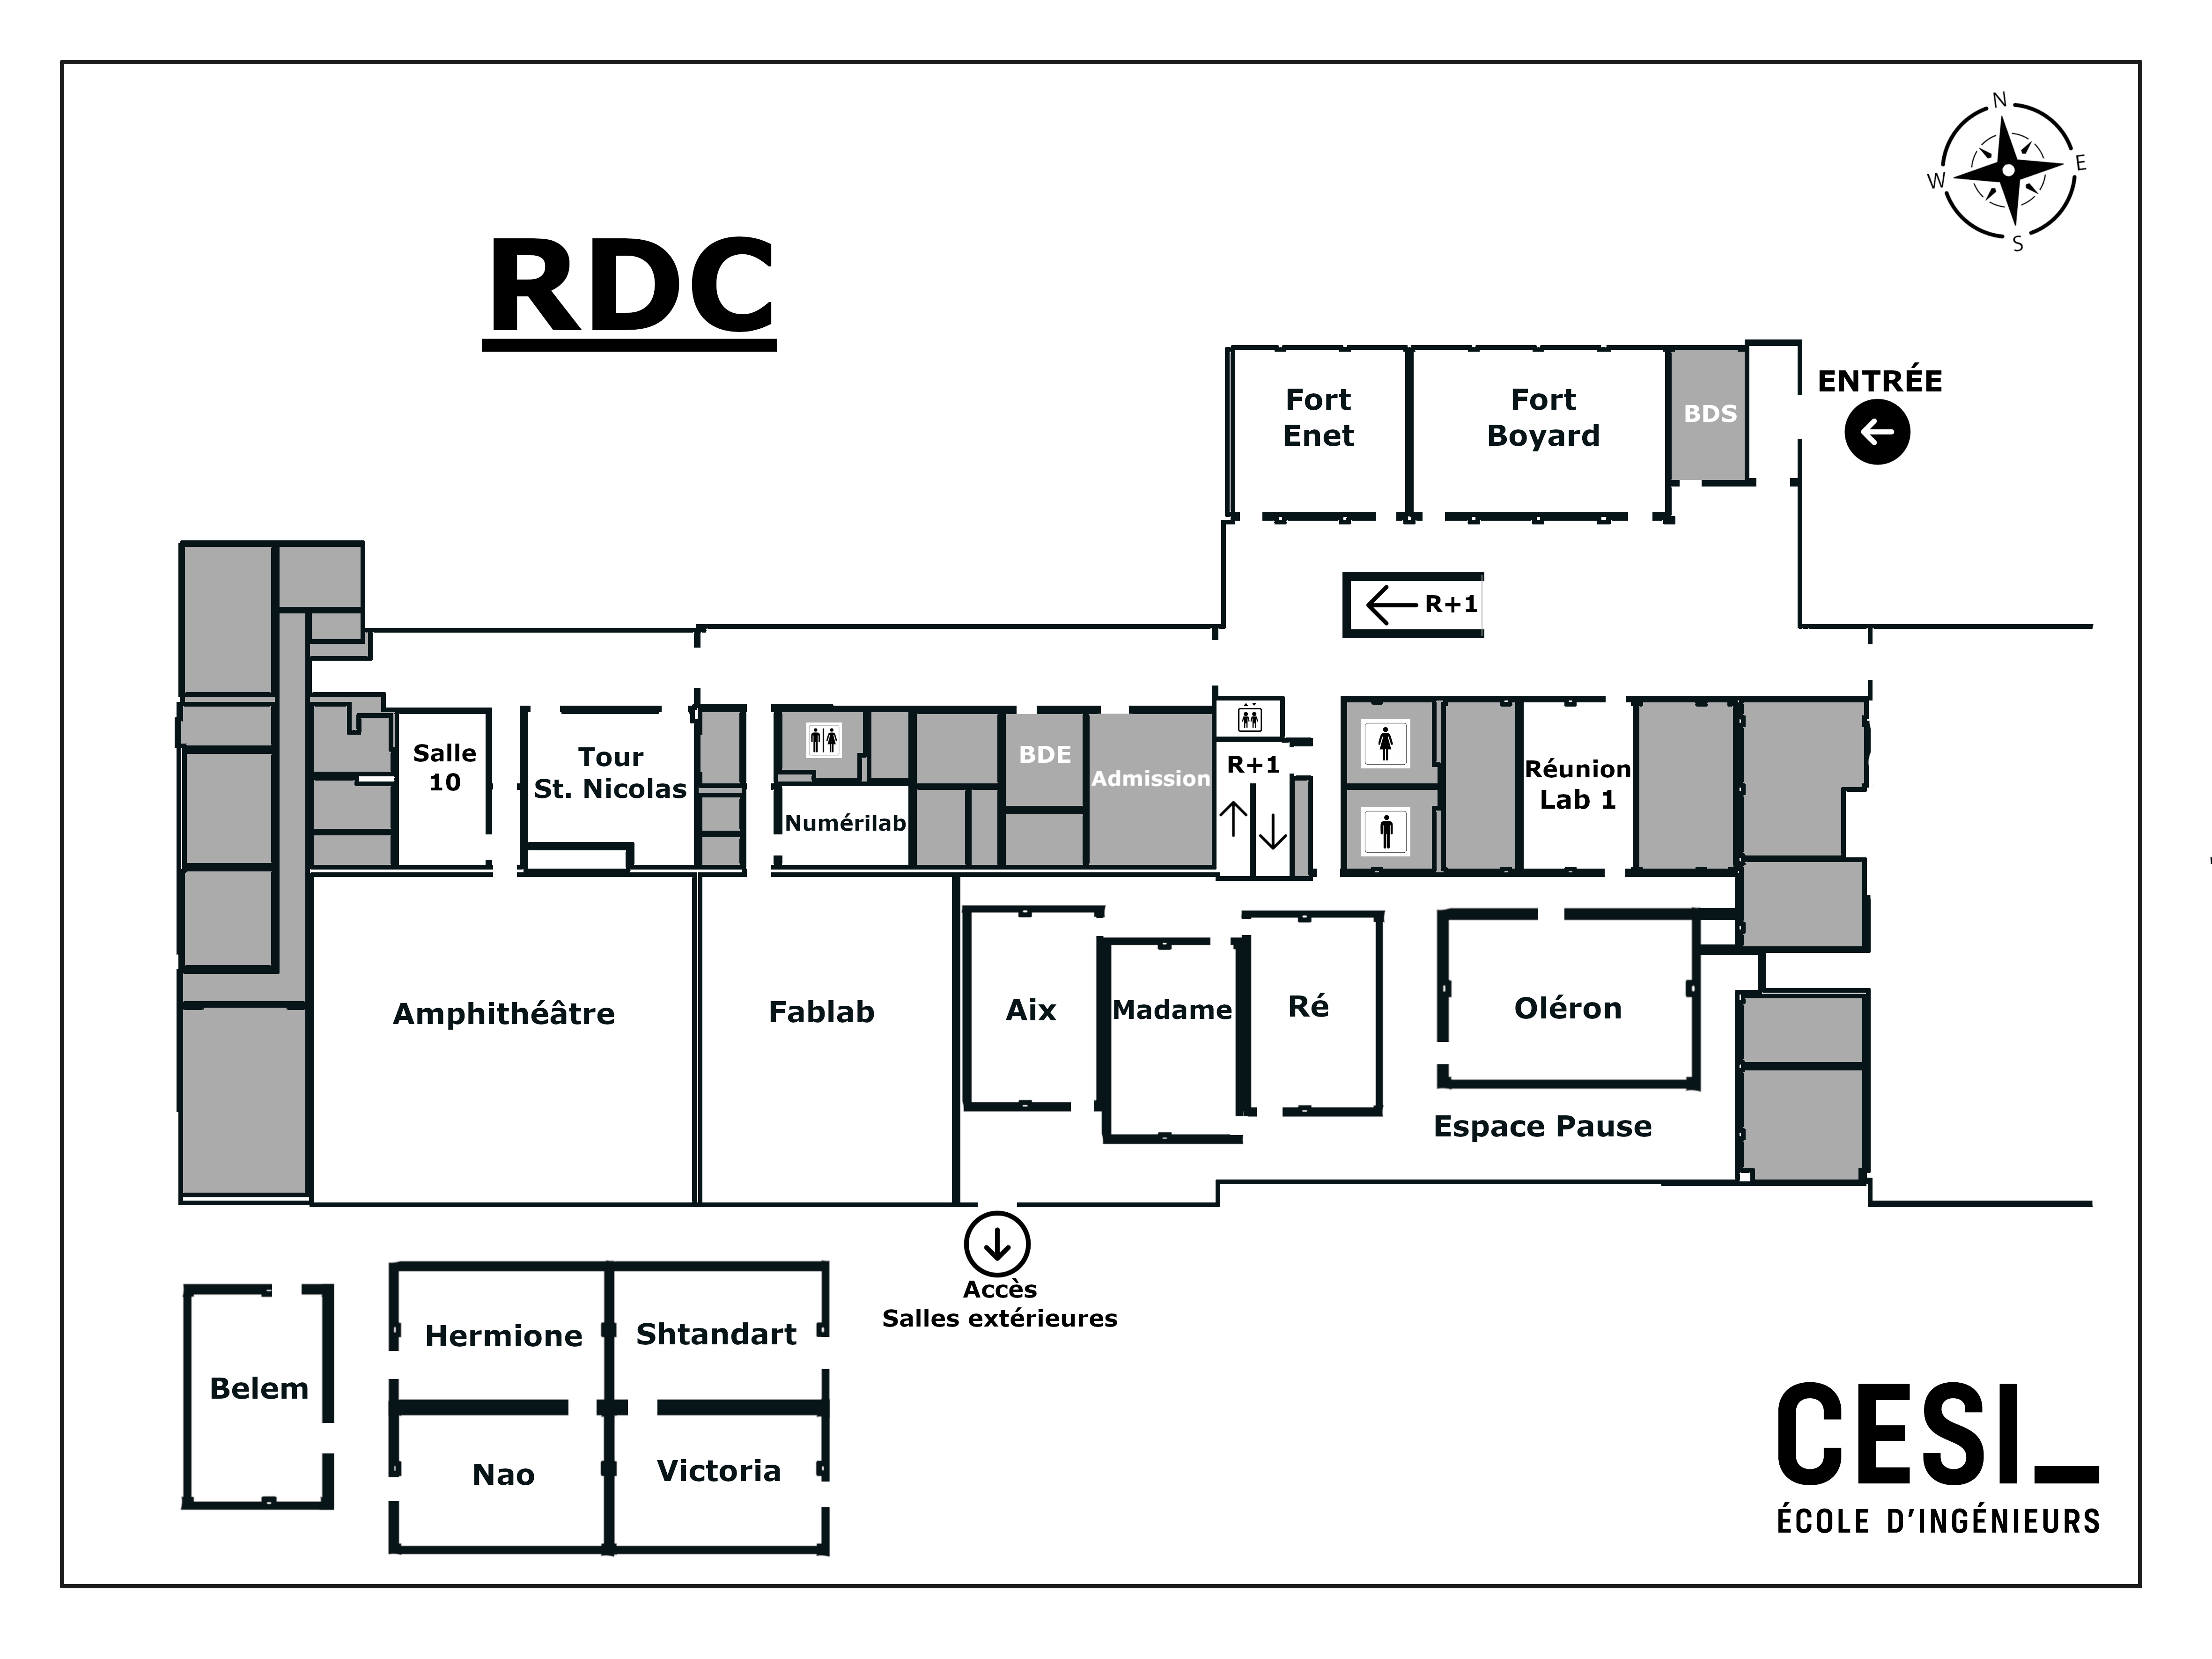 N
W
E
S
RDC
ENTRÉE
Fort
Enet
Fort
Boyard
BDS
R+1
Salle
10
Tour
St. Nicolas
Numérilab
BDE
Admission
R+1
Réunion
Lab 1
Amphithéâtre
Fablab
Aix
Madame
Ré
Oléron
Espace Pause
Accès
Salles extérieures
Hermione
Shtandart
Belem
Nao
Victoria
CESI_
ÉCOLE D'INGÉNIEURS